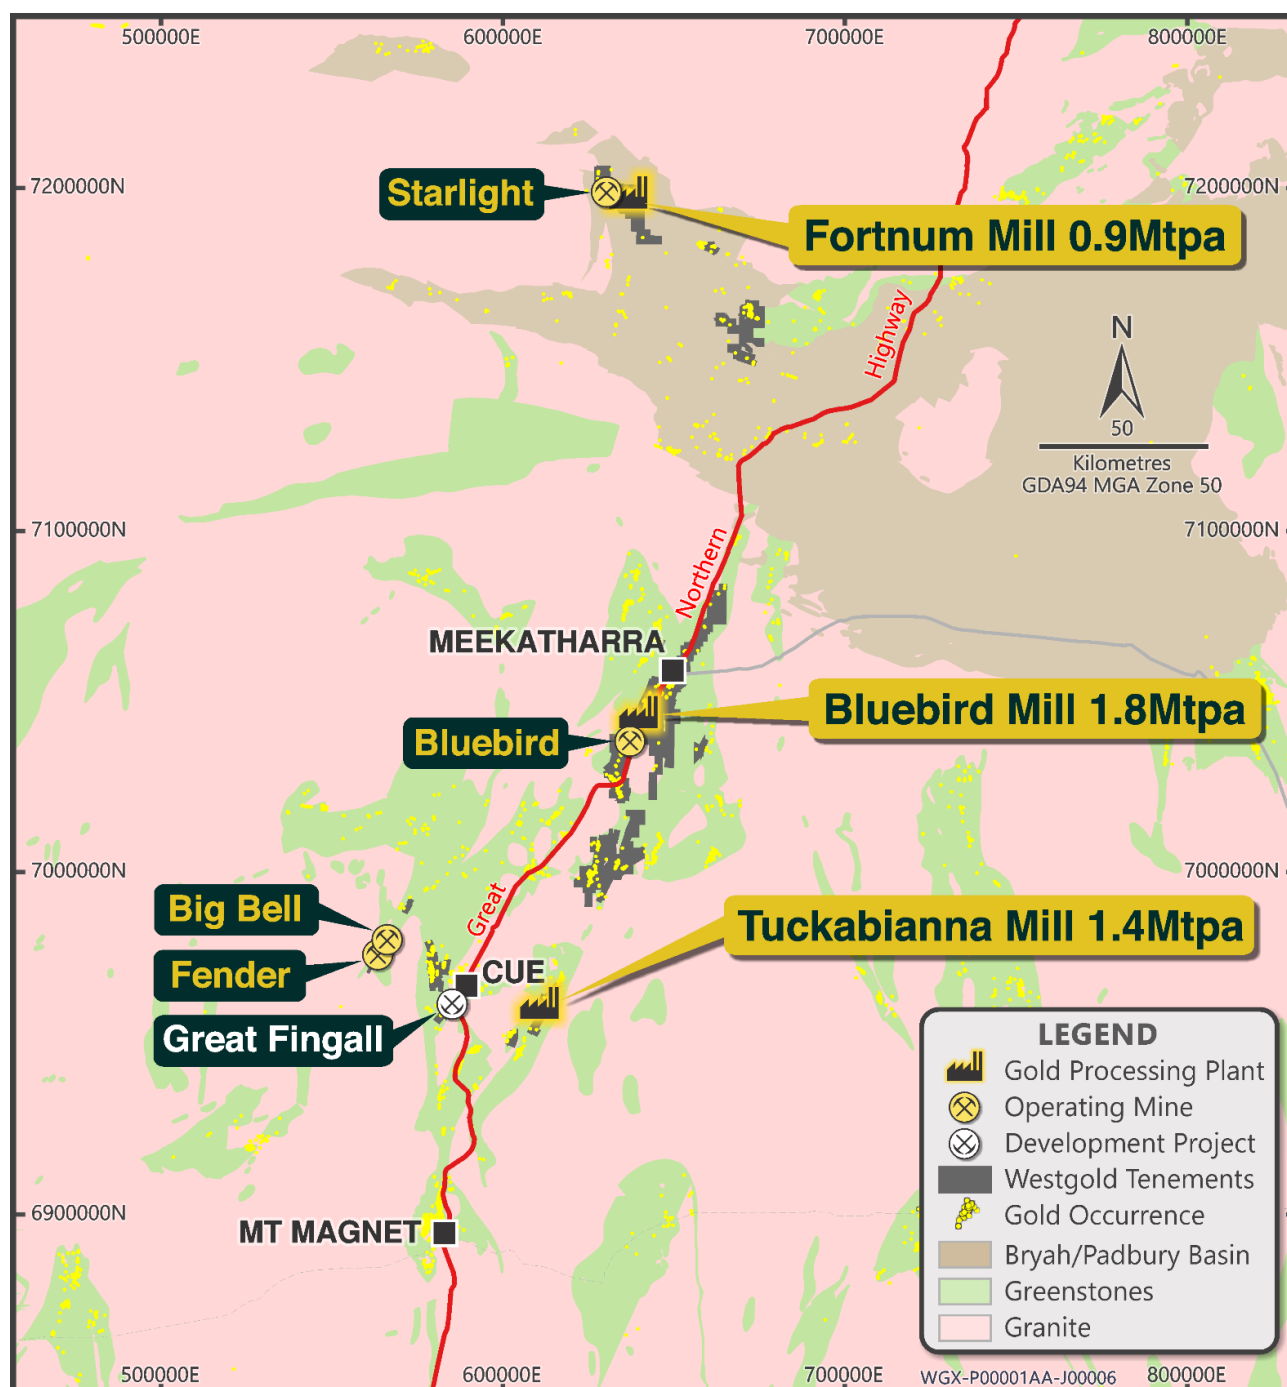 500000E
600000E
700000E
800000E
7200000N
7200000N
Starlight
Fortnum Mill 0.9Mtpa
Highway
N
50
Kilometres
GDA94 MGA Zone 50
7100000N
7100000N
Northern
MEEKATHARRA
Bluebird Mill 1.8Mtpa
Bluebird
7000000N
7000000N
Great
Big Bell
Tuckabianna Mill 1.4Mtpa
Fender
CUE
Great Fingall
LEGEND
Gold Processing Plant
Operating Mine
Development Project
Westgold Tenements
Gold Occurrence
Bryah/Padbury Basin
Greenstones
Granite
6900000N
MT MAGNET
500000E
600000E
700000E
800000E
WGX-P00001AA-J00006